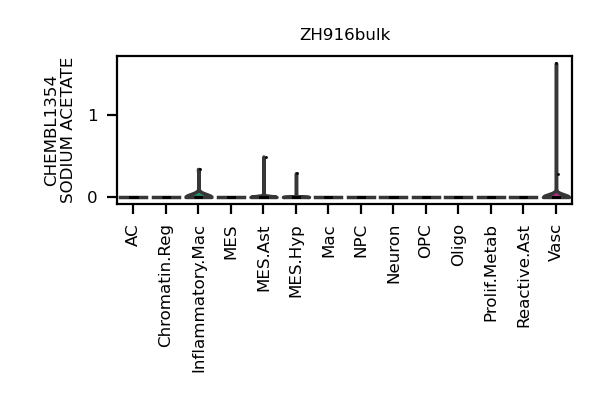 ZH916bulk
CHEMBL1354
SODIUM ACETATE
1
0
AC
Chromatin.Reg
Inflammatory.Mac
MES
MES.Ast
MES.Hyp
Mac
NPC
Neuron
OPC
Oligo
Prolif.Metab
Reactive.Ast
Vasc